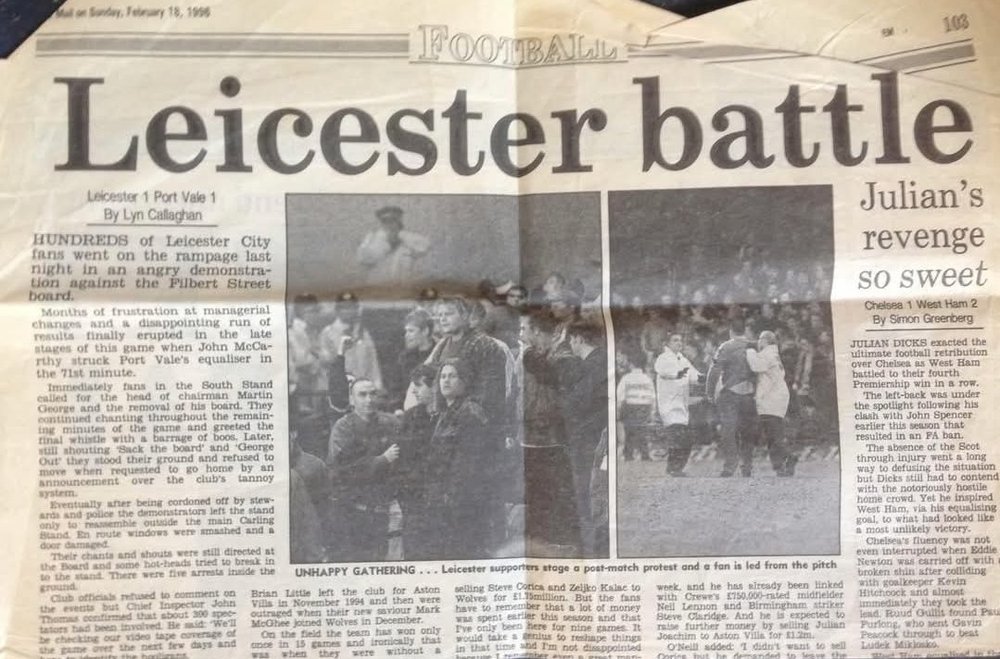 Mail on Sunday, February 18, 1996
103
FOOTBALL
Leicester battle
Leicester 1 Port Vale 1
By Lyn Callaghan
HUNDREDS of Leicester City
fans went on the rampage last
night in an angry demonstra-
tion against the Filbert Street
board.
Months of frustration at managerial
changes and a disappointing run of
results finally erupted in the late
stages of this game when John McCa-
rthy struck Port Vale's equaliser in
the 71st minute.
Immediately fans in the South Stand
called for the head of chairman Martin
George and the removal of his board. They
continued chanting throughout the remain-
ing minutes of the game and greeted the
final whistle with a barrage of boos. Later,
still shouting 'Sack the board' and 'George
Out' they stood their ground and refused to
move when requested to go home by an
announcement over the club's tannoy
system.
Eventually after being cordoned off by stew-
ards and police the demonstrators left the stand
only to reassemble outside the main Carling
Stand. En route windows were smashed and a
door damaged.
Their chants and shouts were still directed at
the Board and some hot-heads tried to break in
to the stand. There were five arrests inside the
ground.
Club officials refused to comment on
the events but Chief Inspector John
Thomas confirmed that about 300 spec-
tators had been involved. He said: 'We'll
be checking our video tape coverage of
the game over the next few days and
UNHAPPY GATHERING . . . Leicester supporters stage a post-match protest and a fan is led from the pitch
Brian Little left the club for Aston
Villa in November 1994 and then were
outraged when their new saviour Mark
McGhee joined Wolves in December.
On the field the team has won only
once in 15 games and ironically that
was when they were without a
selling Steve Corica and Zeljko Kalac to
Wolves for £1.75million. But the fans
have to remember that a lot of money
was spent earlier this season and that
I've only been here for nine games. It
would take a genius to reshape things
in that time and I'm not disappointed
because I remember even a great
week, and he has already been linked
with Crewe's £750,000-rated midfielder
Neil Lennon and Birmingham striker
Steve Claridge. And he is expected to
raise further money by selling Julian
Joachim to Aston Villa for £1.2m.
O'Neill added: 'I didn't want to sell
Corica but he demanded to leave the
Julian's
revenge
so sweet
Chelsea 1 West Ham 2
By Simon Greenberg
JULIAN DICKS exacted the
ultimate football retribution
over Chelsea as West Ham
battled to their fourth
Premiership win in a row.
The left-back was under
the spotlight following his
clash with John Spencer
earlier this season that
resulted in an FA ban.
The absence of the Scot
through injury went a long
way to defusing the situation
but Dicks still had to contend
with the notoriously hostile
home crowd. Yet he inspired
West Ham, via his equalising
goal, to what had looked like
a most unlikely victory.
Chelsea's fluency was not
even interrupted when Eddie
Newton was carried off with a
broken shin after colliding
with goalkeeper Kevin
Hitchcock and almost
immediately they took the
lead. Ruud Gullit found Paul
Furlong, who sent Gavin
Peacock through to beat
Ludek Miklosko.